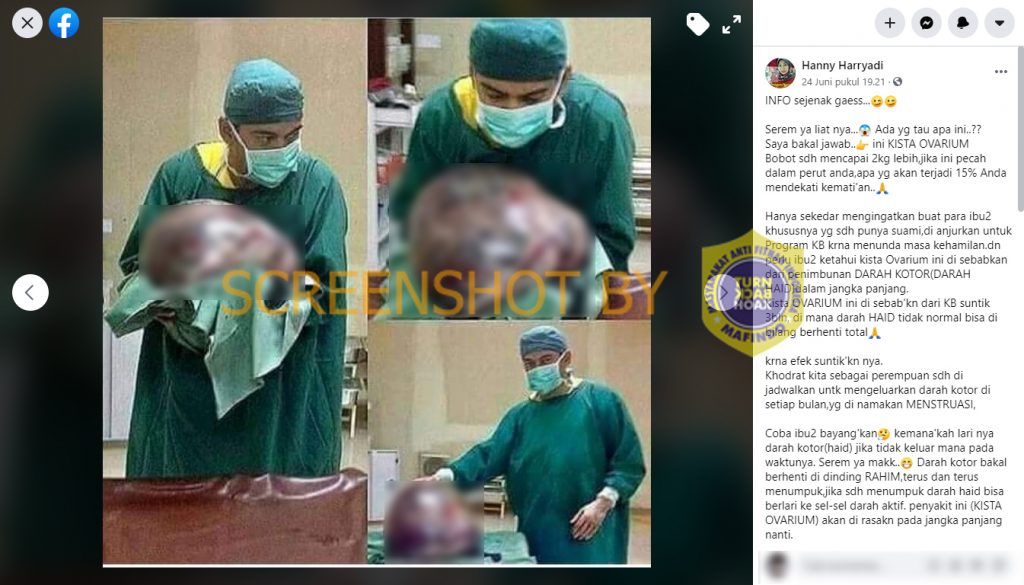 Hanny Harryadi
24 Juni pukul 19.21 ·
INFO sejenak gaess...😜😜
Serem ya liat nya...😱 Ada yg tau apa ini..??
Saya bakal jawab..👉 ini KISTA OVARIUM
Bobot sdh mencapai 2kg lebih,jika ini pecah
dalam perut anda,apa yg akan terjadi 15% Anda
mendekati kemati'an..🙏
Hanya sekedar mengingatkan buat para ibu2
khususnya yg sdh punya suami,di anjurkan untuk
Program KB krna menunda masa kehamilan.dn
perlu ibu2 ketahui kista Ovarium ini di sebabkan
dari penimbunan DARAH KOTOR(DARAH
HAID)dalam jangka panjang.
Kista OVARIUM ini di sebab'kn dari KB suntik
3bln, di mana darah HAID tidak normal bisa di
bilang berhenti total🙏
krna efek suntik'kn nya.
Khodrat kita sebagai perempuan sdh di
jadwalkan untk mengeluarkan darah kotor di
setiap bulan,yg di namakan MENSTRUASI,
Coba ibu2 bayang'kan🤔 kemana'kah lari nya
darah kotor(haid) jika tidak keluar mana pada
waktunya. Serem ya makk..😁 Darah kotor bakal
berhenti di dinding RAHIM,terus dan terus
menumpuk,jika sdh menumpuk darah haid bisa
berlari ke sel-sel darah aktif. penyakit ini (KISTA
OVARIUM) akan di rasakn pada jangka panjang
nanti.
SCREENSHOT BY
MASYARAKAT ANTI FITNAH
TURN
BACK
HOAX
MAFINDO